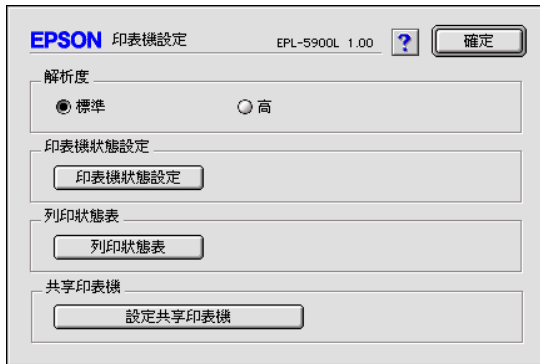 EPSON 印表機設定 EPL-5900L 1.00 ? 確定
解析度
標準 高
印表機狀態設定
印表機狀態設定
列印狀態表
列印狀態表
共享印表機
設定共享印表機